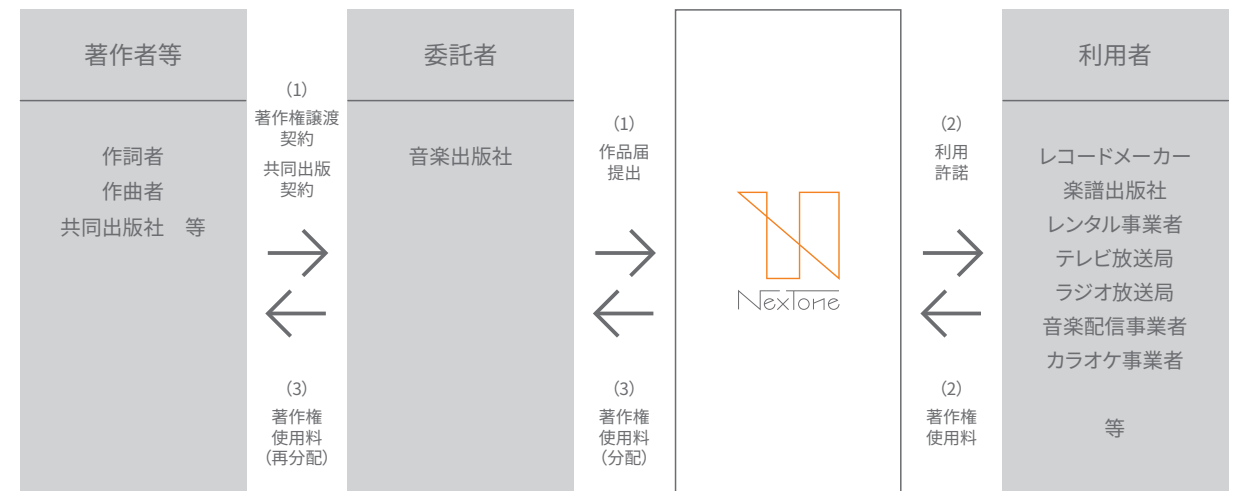 著作者等
作詞者
作曲者
共同出版社　等
（1）
著作権譲渡
契約
共同出版
契約
（3）
著作権
使用料
（再分配）
委託者
音楽出版社
（1）
作品届
提出
（3）
著作権
使用料
（分配）
NexTone
（2）
利用
許諾
（2）
著作権
使用料
利用者
レコードメーカー
楽譜出版社
レンタル事業者
テレビ放送局
ラジオ放送局
音楽配信事業者
カラオケ事業者
等